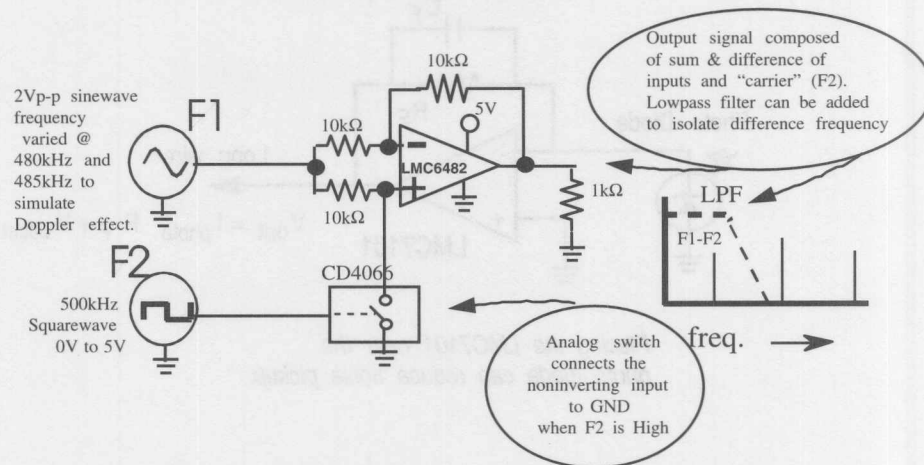 Output signal composed
of sum & difference of
inputs and “carrier” (F2).
Lowpass filter can be added
to isolate difference frequency
10kΩ
5V
F1
2Vp-p sinewave
frequency
varied @
480kHz and
485kHz to
simulate
Doppler effect.
10kΩ
LMC6482
10kΩ
1kΩ
LPF
F1-F2
freq.
F2
500kHz
Squarewave
0V to 5V
CD4066
Analog switch
connects the
noninverting input
to GND
when F2 is High